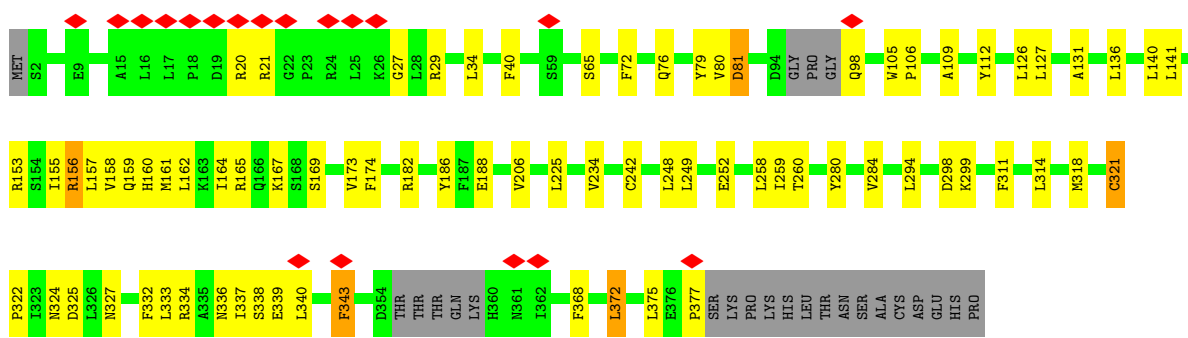 MET S2 E9 A15 L16 L17 P18 D19 R20 R21 G22 P23 R24 L25 K26 G27 L28 R29 L34 F40 S59 S65 F72 Q76 Y79 V80 D81 D94 GLY PRO GLY Q98 W105 P106 A109 Y112 L126 L127 A131 L136 L140 L141
R153 S154 I155 R156 L157 V158 Q159 H160 M161 L162 K163 I164 R165 Q166 K167 S168 S169 V173 F174 R182 Y186 F187 E188 V206 L225 V234 C242 L248 L249 E252 L258 I259 T260 Y280 V284 L294 D298 K299 F311 L314 M318 C321
P322 I323 N324 D325 L326 N327 F332 L333 R334 A335 N336 I337 S338 E339 L340 F343 D354 THR THR THR GLN LYS H360 N361 I362 F368 L372 L375 E376 P377 SER LYS PRO LYS HIS LEU THR ASN SER ALA CYS ASP GLU HIS PRO